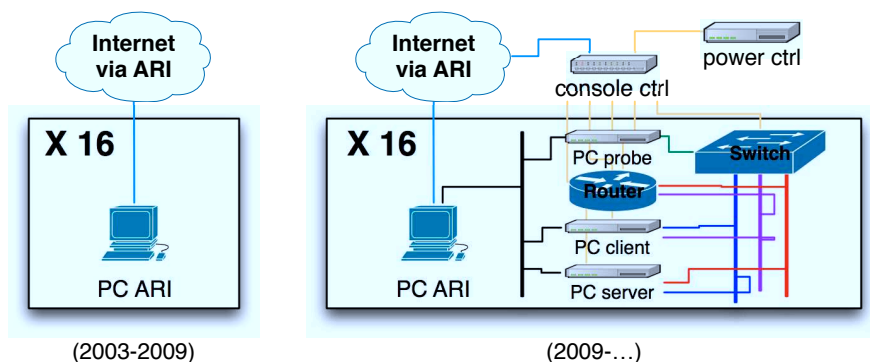 Internet
via ARI
X 16
PC ARI
(2003-2009)
Internet
via ARI
console ctrl
power ctrl
X 16
PC probe
Switch
Router
PC client
PC ARI
PC server
(2009-…)